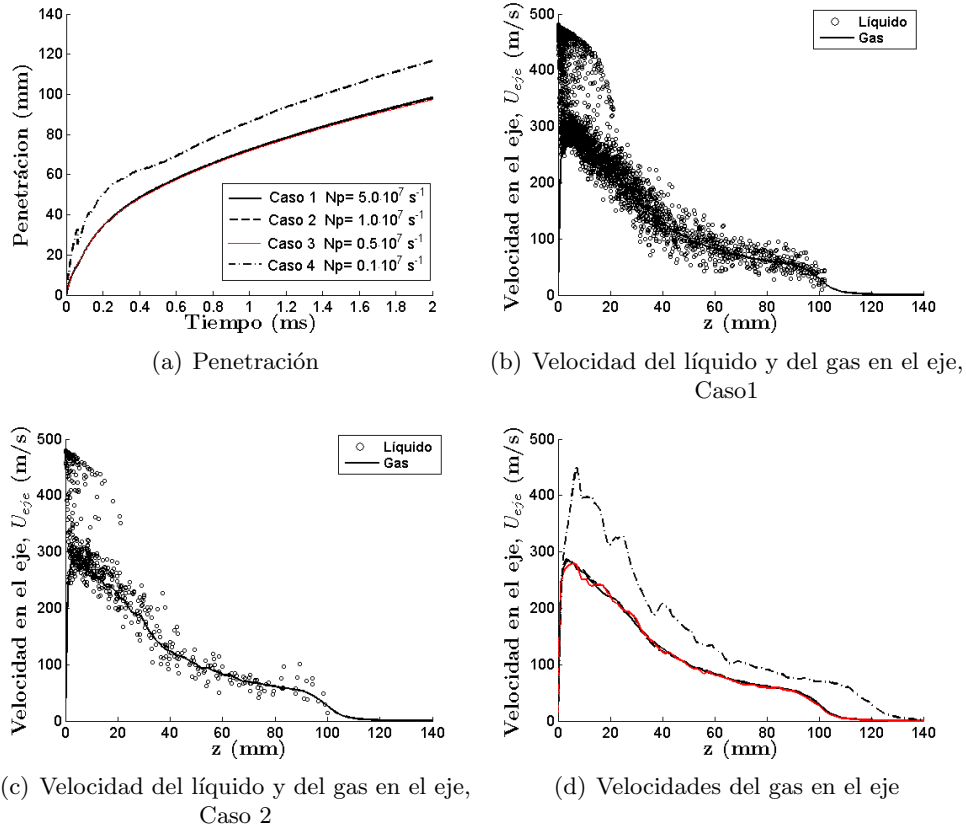 Penetrácion (mm)
140
120
100
80
60
40
20
0
Caso 1 Np= 5.0·10⁷ s⁻¹
Caso 2 Np= 1.0·10⁷ s⁻¹
Caso 3 Np= 0.5·10⁷ s⁻¹
Caso 4 Np= 0.1·10⁷ s⁻¹
0 0.2 0.4 0.6 0.8 1 1.2 1.4 1.6 1.8 2
Tiempo (ms)
(a) Penetración
Velocidad en el eje, U_eje (m/s)
500
400
300
200
100
0
Líquido
Gas
0 20 40 60 80 100 120 140
z (mm)
(b) Velocidad del líquido y del gas en el eje,
Caso1
Velocidad en el eje, U_eje (m/s)
500
400
300
200
100
0
Líquido
Gas
0 20 40 60 80 100 120 140
z (mm)
(c) Velocidad del líquido y del gas en el eje,
Caso 2
Velocidad en el eje, U_eje (m/s)
500
400
300
200
100
0
0 20 40 60 80 100 120 140
z (mm)
(d) Velocidades del gas en el eje